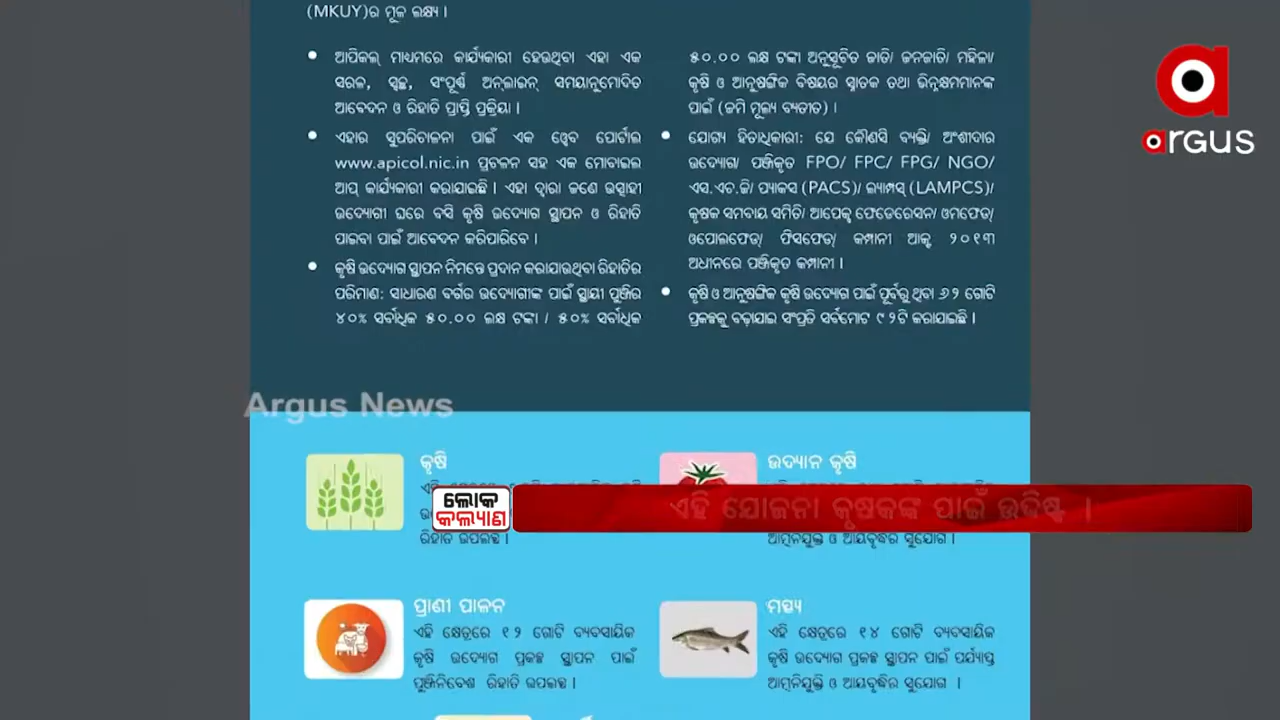 (MKUY)ର ମୂଳ ଲକ୍ଷ୍ୟ ।
• ଆପିକଲ୍ ମାଧ୍ୟମରେ କାର୍ଯ୍ୟକାରୀ ହେଉଥିବା ଏହା ଏକ
ସରଳ, ସ୍ୱଚ୍ଛ, ସଂପୂର୍ଣ୍ଣ ଅନ୍‌ଲାଇନ୍ ସମୟାନୁମୋଦିତ
ଆବେଦନ ଓ ରିହାତି ପ୍ରାପ୍ତି ପ୍ରକ୍ରିୟା ।
• ଏହାର ସୁପରିଚାଳନା ପାଇଁ ଏକ ୱେବ ପୋର୍ଟାଲ
www.apicol.nic.in ପ୍ରଚଳନ ସହ ଏକ ମୋବାଇଲ
ଆପ୍ କାର୍ଯ୍ୟକାରୀ କରାଯାଇଛି । ଏହା ଦ୍ୱାରା ଜଣେ ଉତ୍ସାହୀ
ଉଦ୍ୟୋଗୀ ଘରେ ବସି କୃଷି ଉଦ୍ୟୋଗ ସ୍ଥାପନ ଓ ରିହାତି
ପାଇବା ପାଇଁ ଆବେଦନ କରିପାରିବେ ।
• କୃଷି ଉଦ୍ୟୋଗ ସ୍ଥାପନ ନିମନ୍ତେ ପ୍ରଦାନ କରାଯାଉଥିବା ରିହାତିର
ପରିମାଣ: ସାଧାରଣ ବର୍ଗର ଉଦ୍ୟୋଗୀଙ୍କ ପାଇଁ ସ୍ଥାୟୀ ପୁଞ୍ଜିର
୪୦% ସର୍ବାଧିକ ୫୦.୦୦ ଲକ୍ଷ ଟଙ୍କା / ୫୦% ସର୍ବାଧିକ
୫୦.୦୦ ଲକ୍ଷ ଟଙ୍କା ଅନୁସୂଚିତ ଜାତି/ ଜନଜାତି/ ମହିଳା/
କୃଷି ଓ ଆନୁଷଙ୍ଗିକ ବିଷୟର ସ୍ନାତକ ତଥା ଭିନ୍ନକ୍ଷମମାନଙ୍କ
ପାଇଁ (ଜମି ମୂଲ୍ୟ ବ୍ୟତୀତ) ।
• ଯୋଗ୍ୟ ହିତାଧିକାରୀ: ଯେ କୌଣସି ବ୍ୟକ୍ତି/ ଅଂଶୀଦାର
ଉଦ୍ୟୋଗ/ ପଞ୍ଜିକୃତ FPO/ FPC/ FPG/ NGO/
ଏସ.ଏଚ.ଜି/ ପ୍ୟାକସ (PACS)/ ଲ୍ୟାମ୍ପସ୍ (LAMPCS)/
କୃଷକ ସମବାୟ ସମିତି/ ଆପେକ୍ସ ଫେଡେରେସନ/ ଓମଫେଡ୍/
ଓପୋଲଫେଡ୍/ ଫିସଫେଡ୍/ କମ୍ପାନୀ ଆକ୍ଟ ୨୦୧୩
ଅଧୀନରେ ପଞ୍ଜିକୃତ କମ୍ପାନୀ ।
• କୃଷି ଓ ଆନୁଷଙ୍ଗିକ କୃଷି ଉଦ୍ୟୋଗ ପାଇଁ ପୂର୍ବରୁ ଥିବା ୬୨ ଗୋଟି
ପ୍ରକଳ୍ପକୁ ବଢ଼ାଯାଇ ସଂପ୍ରତି ସର୍ବମୋଟ ୯୨ଟି କରାଯାଇଛି ।
argus
Argus News
କୃଷି
ରିହାତି ଉପଲବ୍ଧ ।
ଉଦ୍ୟାନ କୃଷି
ଆତ୍ମନିଯୁକ୍ତି ଓ ଆୟବୃଦ୍ଧିର ସୁଯୋଗ ।
ଲୋକ
କଲ୍ୟାଣ
ଏହି ଯୋଜନା କୃଷକଙ୍କ ପାଇଁ ଉଦ୍ଦିଷ୍ଟ ।
ପ୍ରାଣୀ ପାଳନ
ଏହି କ୍ଷେତ୍ରରେ ୧୨ ଗୋଟି ବ୍ୟବସାୟିକ
କୃଷି ଉଦ୍ୟୋଗ ପ୍ରକଳ୍ପ ସ୍ଥାପନ ପାଇଁ
ପୁଞ୍ଜିନିବେଶ ରିହାତି ଉପଲବ୍ଧ ।
ମତ୍ସ୍ୟ
ଏହି କ୍ଷେତ୍ରରେ ୧୪ ଗୋଟି ବ୍ୟବସାୟିକ
କୃଷି ଉଦ୍ୟୋଗ ପ୍ରକଳ୍ପ ସ୍ଥାପନ ପାଇଁ ପର୍ଯ୍ୟାପ୍ତ
ଆତ୍ମନିଯୁକ୍ତି ଓ ଆୟବୃଦ୍ଧିର ସୁଯୋଗ ।